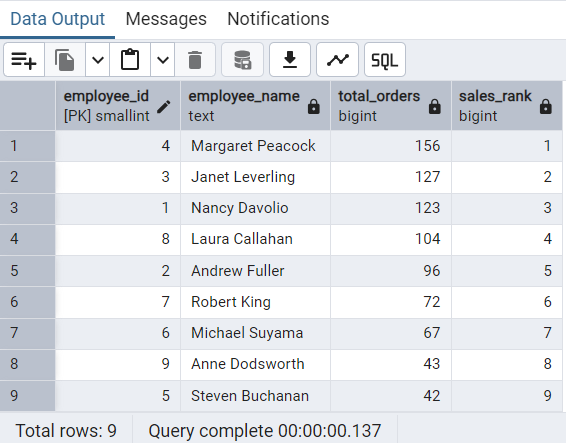 Data Output Messages Notifications
SQL
employee_id employee_name total_orders sales_rank
[PK] smallint text bigint bigint
1 4 Margaret Peacock 156 1
2 3 Janet Leverling 127 2
3 1 Nancy Davolio 123 3
4 8 Laura Callahan 104 4
5 2 Andrew Fuller 96 5
6 7 Robert King 72 6
7 6 Michael Suyama 67 7
8 9 Anne Dodsworth 43 8
9 5 Steven Buchanan 42 9
Total rows: 9 Query complete 00:00:00.137